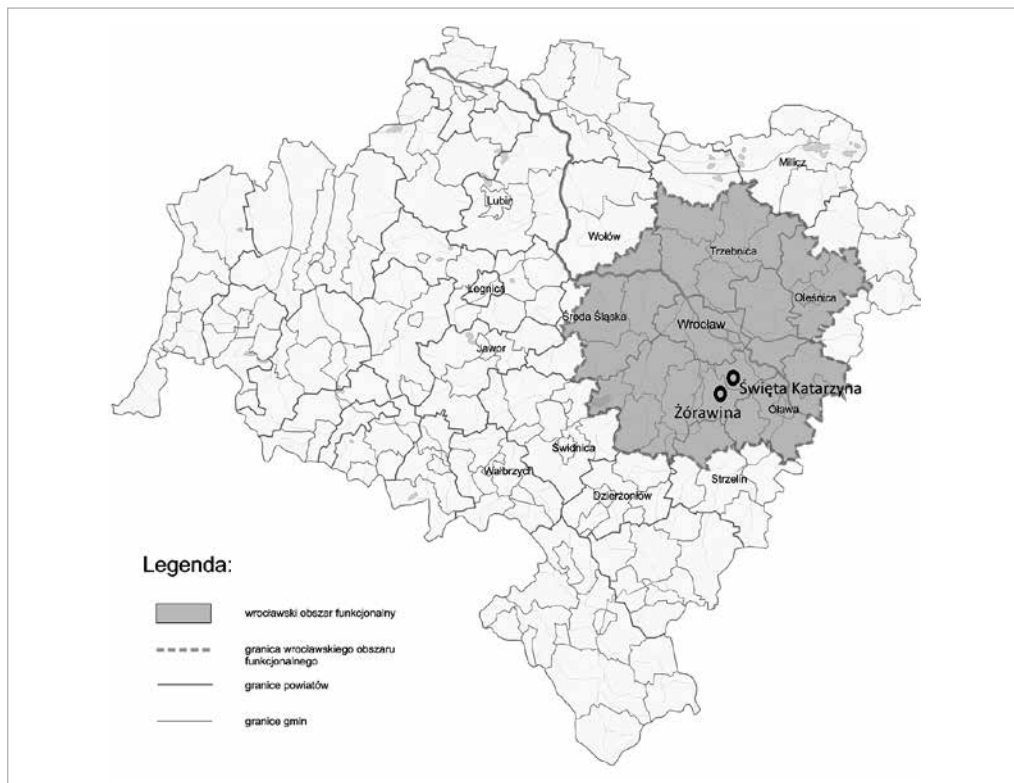 Milicz
Lubin
Wołów
Trzebnica
Legnica
Oleśnica
Środa Śląska
Wrocław
Jawor
Święta Katarzyna
Żórawina
Oława
Świdnica
Wałbrzych
Strzelin
Dzierżoniów
Legenda:
wrocławski obszar funkcjonalny
granica wrocławskiego obszaru
funkcjonalnego
granice powiatów
granice gmin